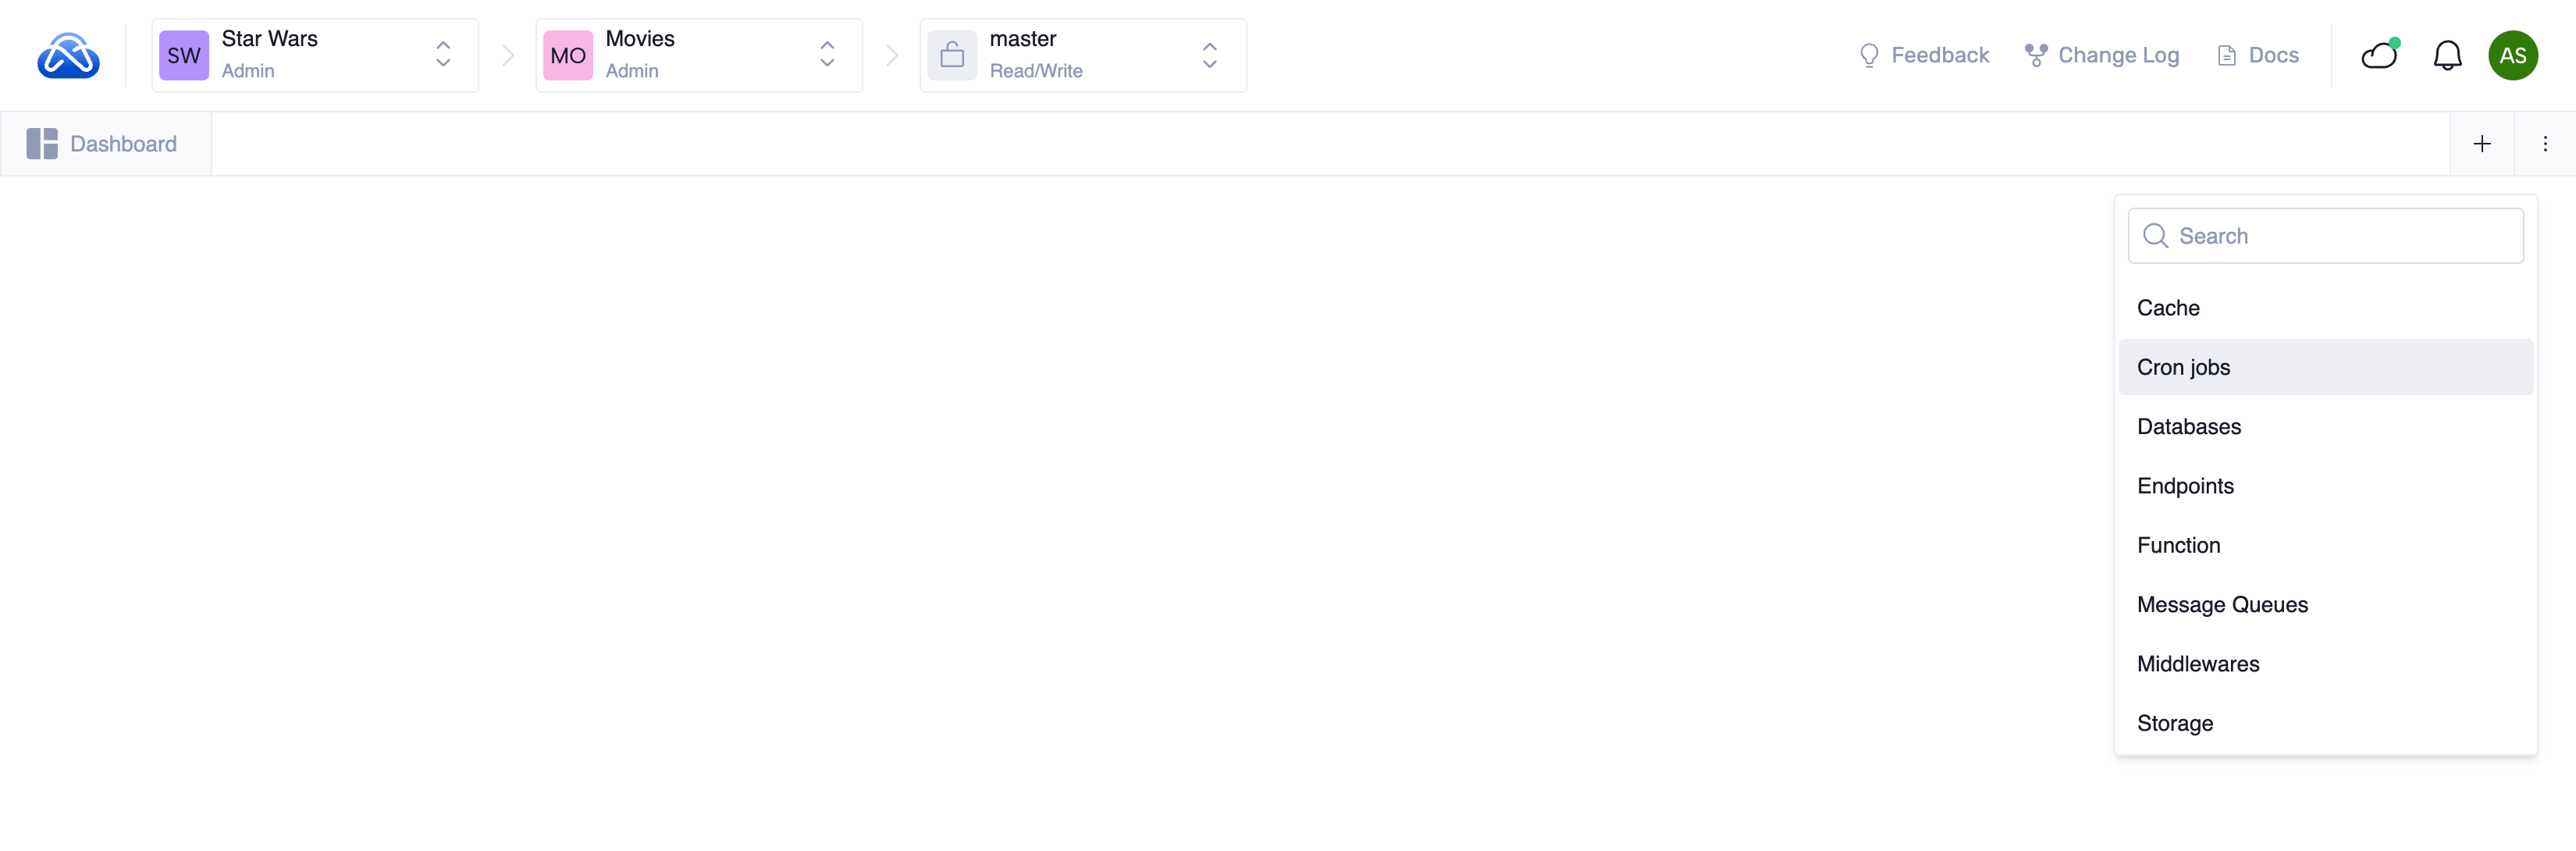 SW
Star Wars
Admin
MO
Movies
Admin
master
Read/Write
Feedback
Change Log
Docs
AS
Dashboard
Search
Cache
Cron jobs
Databases
Endpoints
Function
Message Queues
Middlewares
Storage